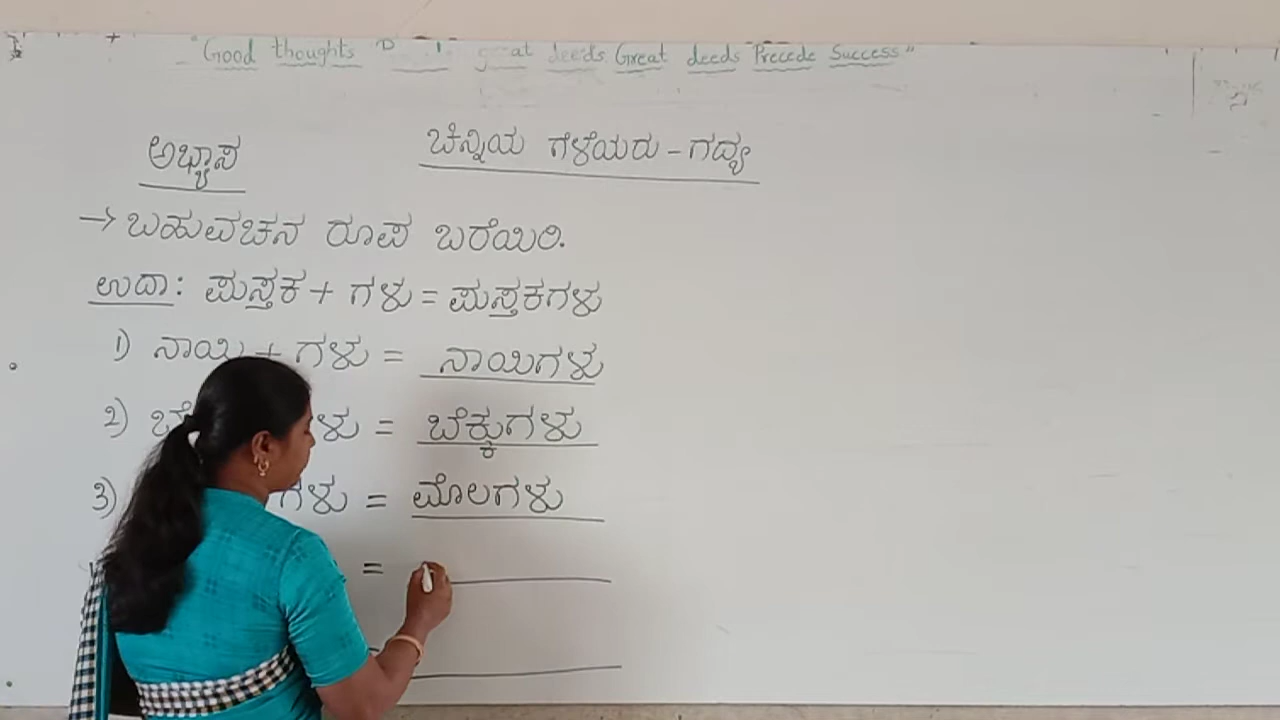 "Good thoughts great deeds. Great deeds Precede Success"
ಅಭ್ಯಾಸ
ಚೆನ್ನಿಯ ಗೆಳೆಯರು - ಗದ್ಯ
→ ಬಹುವಚನ ರೂಪ ಬರೆಯಿರಿ.
ಉದಾ: ಪುಸ್ತಕ + ಗಳು = ಪುಸ್ತಕಗಳು
1) ನಾಯಿ + ಗಳು = ನಾಯಿಗಳು
2) ಳು = ಬೆಕ್ಕುಗಳು
3) ಗಳು = ಮೊಲಗಳು
=